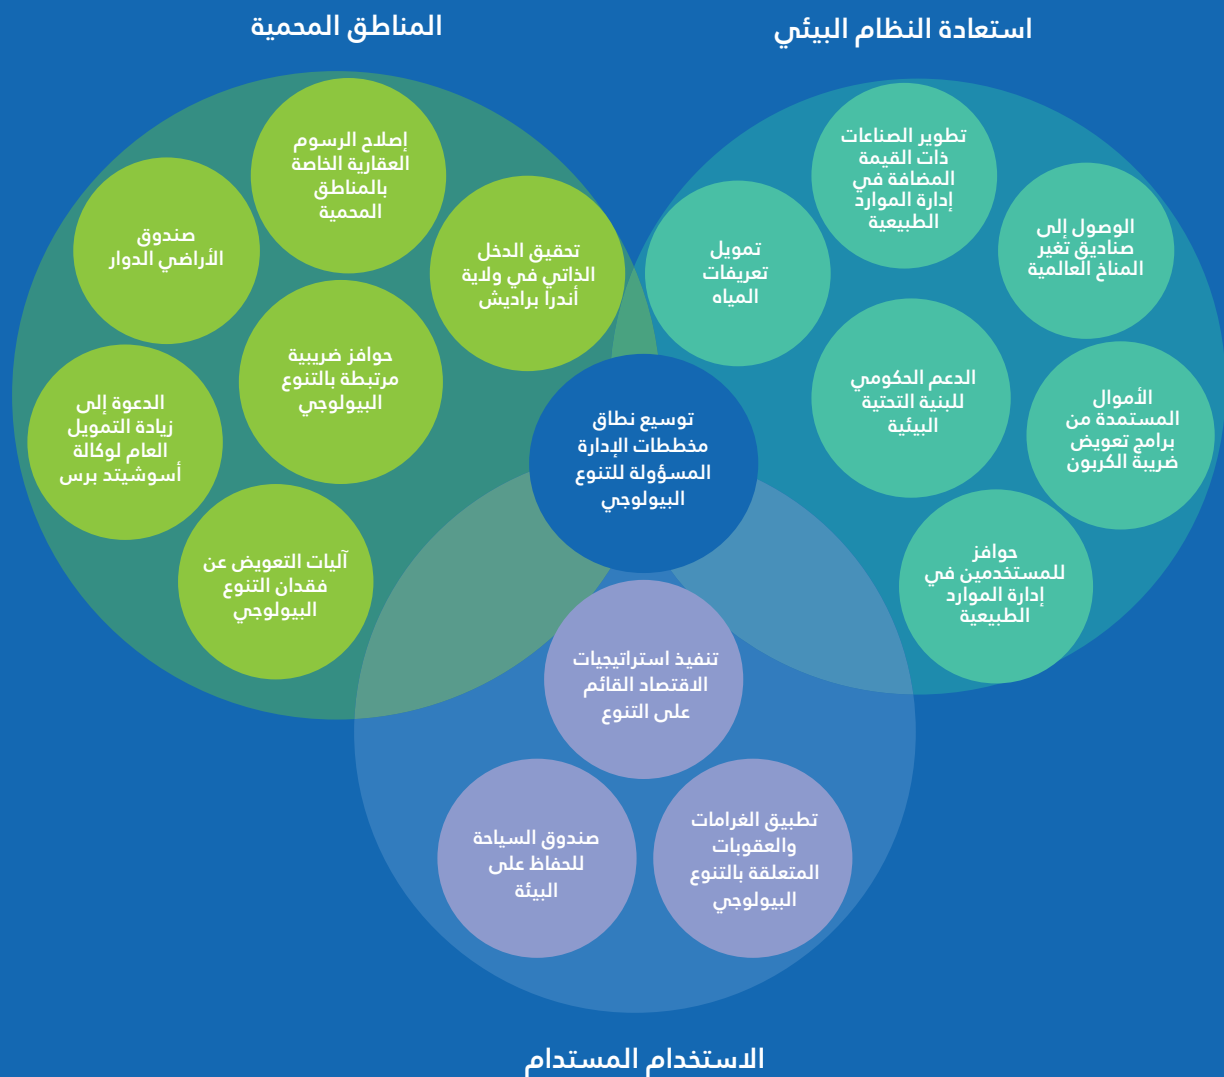 استعادة النظام البيئي
المناطق المحمية
تطوير الصناعات
ذات القيمة
المضافة في
إدارة الموارد
الطبيعية
الوصول إلى
صناديق تغير
المناخ العالمية
تمويل
تعريفات
المياه
الدعم الحكومي
للبنية التحتية
البيئية
الأموال
المستمدة من
برامج تعويض
ضريبة الكربون
حوافز
للمستخدمين في
إدارة الموارد
الطبيعية
إصلاح الرسوم
العقارية الخاصة
بالمناطق
المحمية
صندوق
الأراضي الدوار
تحقيق الدخل
الذاتي في ولاية
أندرا براديش
حوافز ضريبية
مرتبطة بالتنوع
البيولوجي
الدعوة إلى
زيادة التمويل
العام لوكالة
أسوشيتد برس
آليات التعويض عن
فقدان التنوع
البيولوجي
توسيع نطاق
مخططات الإدارة
المسؤولة للتنوع
البيولوجي
تنفيذ استراتيجيات
الاقتصاد القائم
على التنوع
تطبيق الغرامات
والعقوبات
المتعلقة بالتنوع
البيولوجي
صندوق السياحة
للحفاظ على
البيئة
الاستخدام المستدام